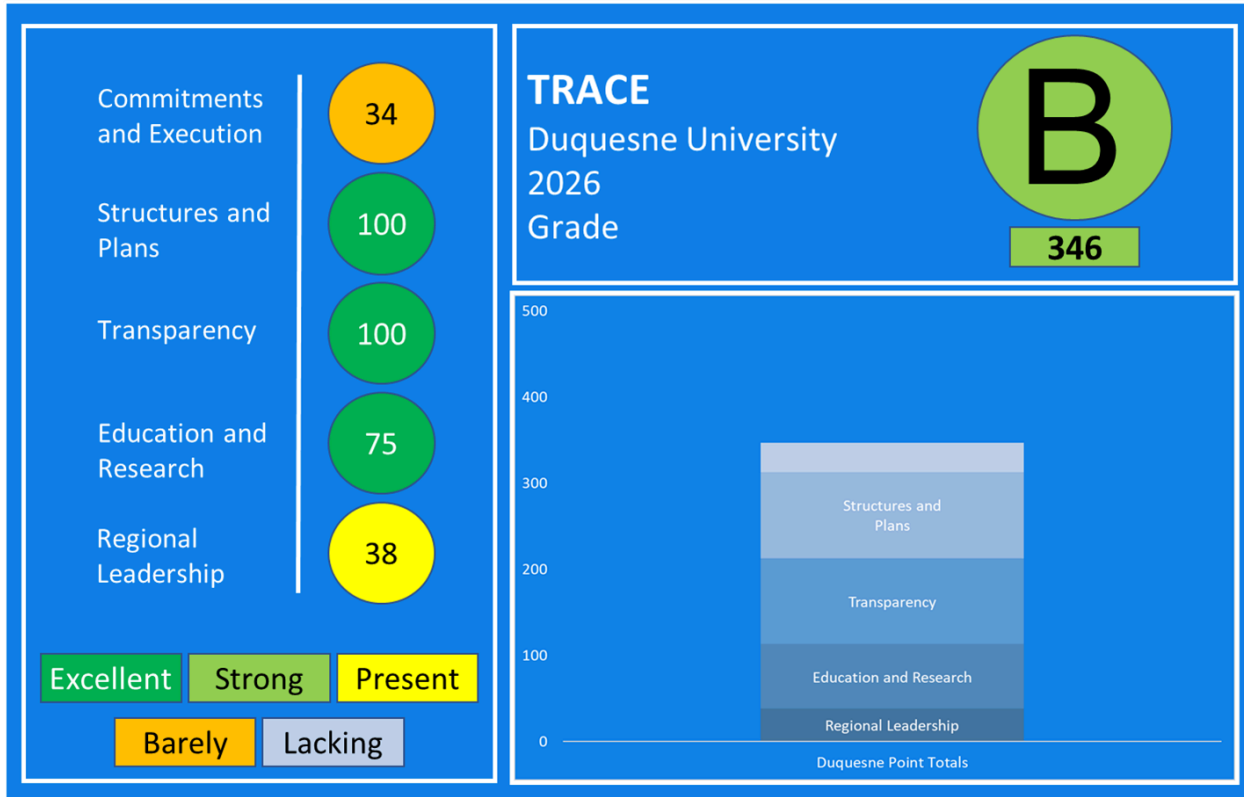 Commitments
and Execution
34
Structures and
Plans
100
Transparency
100
Education and
Research
75
Regional
Leadership
38
Excellent
Strong
Present
Barely
Lacking
TRACE
Duquesne University
2026
Grade
B
346
500
400
300
200
100
0
Structures and
Plans
Transparency
Education and Research
Regional Leadership
Duquesne Point Totals